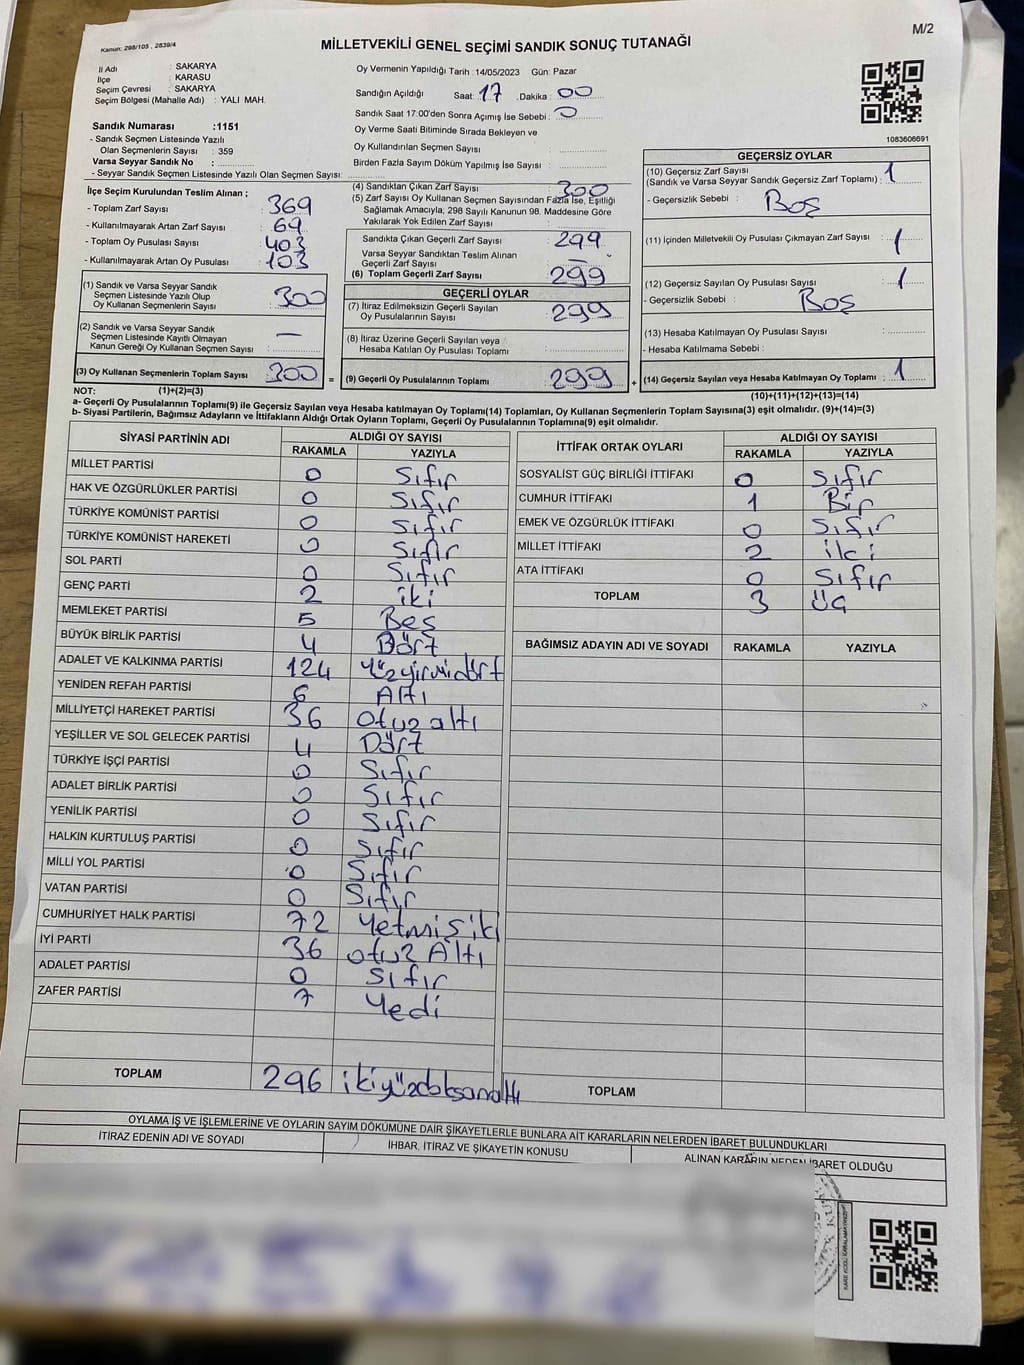 M/2
Kanun: 298/105 , 2839/4
MİLLETVEKİLİ GENEL SEÇİMİ SANDIK SONUÇ TUTANAĞI
İl Adı : SAKARYA
İlçe : KARASU
Seçim Çevresi : SAKARYA
Seçim Bölgesi (Mahalle Adı) : YALI MAH.
Sandık Numarası :1151
- Sandık Seçmen Listesinde Yazılı
Olan Seçmenlerin Sayısı : 359
Varsa Seyyar Sandık No :
- Seyyar Sandık Seçmen Listesinde Yazılı Olan Seçmen Sayısı:
Oy Vermenin Yapıldığı Tarih :14/05/2023 Gün: Pazar
Sandığın Açıldığı Saat: 17 .Dakika : 00
Sandık Saat 17:00'den Sonra Açımış İse Sebebi : 0
Oy Verme Saati Bitiminde Sırada Bekleyen ve
Oy Kullandırılan Seçmen Sayısı :
Birden Fazla Sayım Döküm Yapılmış İse Sayısı :
1083606691
İlçe Seçim Kurulundan Teslim Alınan ;
- Toplam Zarf Sayısı : 369
- Kullanılmayarak Artan Zarf Sayısı : 69
- Toplam Oy Pusulası Sayısı : 403
- Kullanılmayarak Artan Oy Pusulası : 103
(1) Sandık ve Varsa Seyyar Sandık
Seçmen Listesinde Yazılı Olup
Oy Kullanan Seçmenlerin Sayısı : 300
(2) Sandık ve Varsa Seyyar Sandık
Seçmen Listesinde Kayıtlı Olmayan
Kanun Gereği Oy Kullanan Seçmen Sayısı : —
(3) Oy Kullanan Seçmenlerin Toplam Sayısı 300 =
(4) Sandıktan Çıkan Zarf Sayısı : 300
(5) Zarf Sayısı Oy Kullanan Seçmen Sayısından Fazla İse, Eşitliği
Sağlamak Amacıyla; 298 Sayılı Kanunun 98. Maddesine Göre
Yakılarak Yok Edilen Zarf Sayısı :
Sandıkta Çıkan Geçerli Zarf Sayısı : 299
Varsa Seyyar Sandıktan Teslim Alınan
Geçerli Zarf Sayısı : —
(6) Toplam Geçerli Zarf Sayısı : 299
GEÇERLİ OYLAR
(7) İtiraz Edilmeksizin Geçerli Sayılan
Oy Pusulalarının Sayısı : 299
(8) İtiraz Üzerine Geçerli Sayılan veya
Hesaba Katılan Oy Pusulası Toplamı :
(9) Geçerli Oy Pusulalarının Toplamı : 299 +
GEÇERSİZ OYLAR
(10) Geçersiz Zarf Sayısı
(Sandık ve Varsa Seyyar Sandık Geçersiz Zarf Toplamı) : 1
- Geçersizlik Sebebi : Boş
(11) İçinden Milletvekili Oy Pusulası Çıkmayan Zarf Sayısı : 1
(12) Geçersiz Sayılan Oy Pusulası Sayısı : 1
- Geçersizlik Sebebi : Boş
(13) Hesaba Katılmayan Oy Pusulası Sayısı :
- Hesaba Katılmama Sebebi :
(14) Geçersiz Sayılan veya Hesaba Katılmayan Oy Toplamı : 1
NOT: (1)+(2)=(3)
(10)+(11)+(12)+(13)=(14)
a- Geçerli Oy Pusulalarının Toplamı(9) ile Geçersiz Sayılan veya Hesaba katılmayan Oy Toplamı(14) Toplamları, Oy Kullanan Seçmenlerin Toplam Sayısına(3) eşit olmalıdır. (9)+(14)=(3)
b- Siyasi Partilerin, Bağımsız Adayların ve İttifakların Aldığı Ortak Oyların Toplamı, Geçerli Oy Pusulalarının Toplamına(9) eşit olmalıdır.
SİYASİ PARTİNİN ADI ALDIĞI OY SAYISI
RAKAMLA YAZIYLA
MİLLET PARTİSİ 0 Sıfır
HAK VE ÖZGÜRLÜKLER PARTİSİ 0 Sıfır
TÜRKİYE KOMÜNİST PARTİSİ 0 Sıfır
TÜRKİYE KOMÜNİST HAREKETİ 0 Sıfır
SOL PARTİ 0 Sıfır
GENÇ PARTİ 2 iki
MEMLEKET PARTİSİ 5 Beş
BÜYÜK BİRLİK PARTİSİ 4 Dört
ADALET VE KALKINMA PARTİSİ 124 Yüzyirmidört
YENİDEN REFAH PARTİSİ 6 Altı
MİLLİYETÇİ HAREKET PARTİSİ 36 Otuz altı
YEŞİLLER VE SOL GELECEK PARTİSİ 4 Dört
TÜRKİYE İŞÇİ PARTİSİ 0 Sıfır
ADALET BİRLİK PARTİSİ 0 Sıfır
YENİLİK PARTİSİ 0 Sıfır
HALKIN KURTULUŞ PARTİSİ 0 Sıfır
MİLLİ YOL PARTİSİ 0 Sıfır
VATAN PARTİSİ 0 Sıfır
CUMHURİYET HALK PARTİSİ 72 Yetmişiki
İYİ PARTİ 36 otuz Altı
ADALET PARTİSİ 0 Sıfır
ZAFER PARTİSİ 7 Yedi
TOPLAM 296 ikiyüzdoksanaltı
İTTİFAK ORTAK OYLARI ALDIĞI OY SAYISI
RAKAMLA YAZIYLA
SOSYALİST GÜÇ BİRLİĞİ İTTİFAKI 0 Sıfır
CUMHUR İTTİFAKI 1 Bir
EMEK VE ÖZGÜRLÜK İTTİFAKI 0 Sıfır
MİLLET İTTİFAKI 2 iki
ATA İTTİFAKI 0 Sıfır
TOPLAM 3 Üç
BAĞIMSIZ ADAYIN ADI VE SOYADI RAKAMLA YAZIYLA
TOPLAM
OYLAMA İŞ VE İŞLEMLERİNE VE OYLARIN SAYIM DÖKÜMÜNE DAİR ŞİKAYETLERLE BUNLARA AİT KARARLARIN NELERDEN İBARET BULUNDUKLARI
İTİRAZ EDENİN ADI VE SOYADI İHBAR, İTİRAZ VE ŞİKAYETİN KONUSU ALINAN KARARIN NEDEN İBARET OLDUĞU